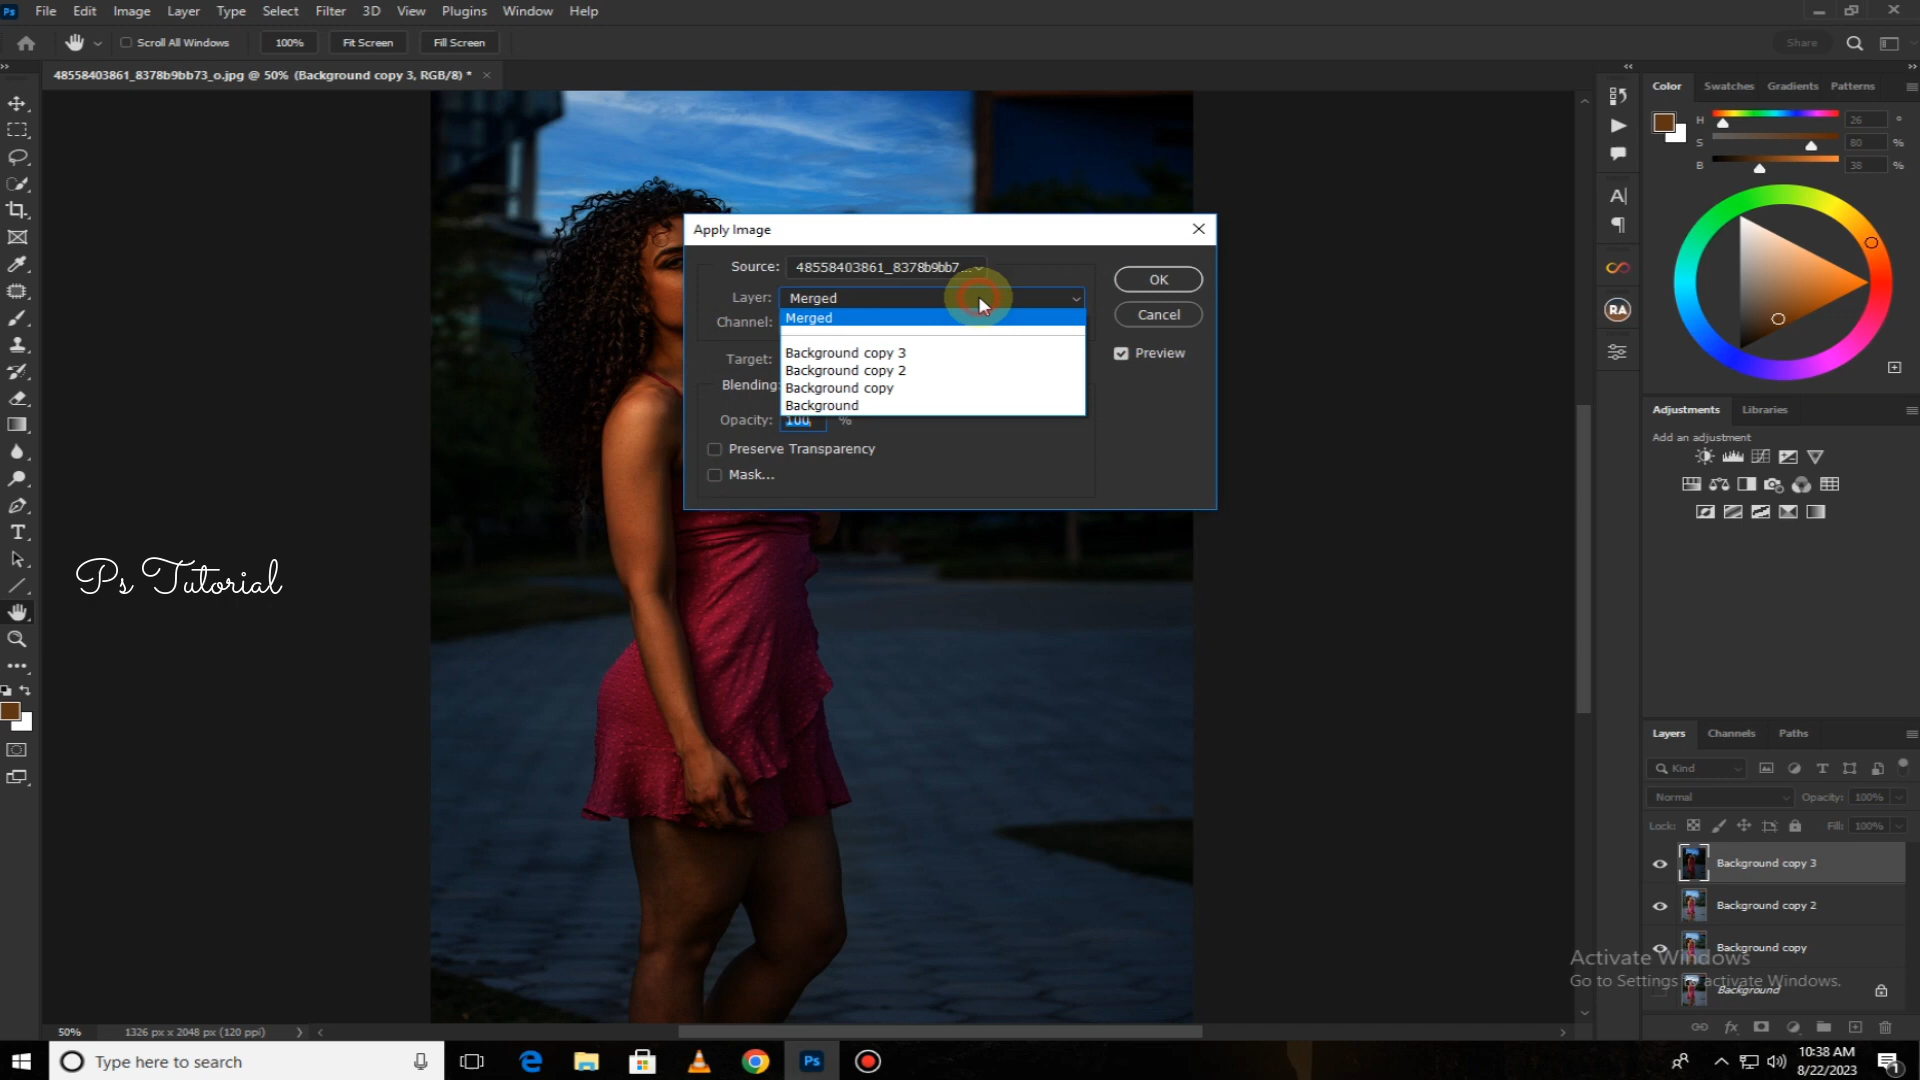 Ps File Edit Image Layer Type Select Filter 3D View Plugins Window Help
Scroll All Windows 100% Fit Screen Fill Screen Share
48558403861_8378b9bb73_o.jpg @ 50% (Background copy 3, RGB/8) *
Color Swatches Gradients Patterns
H 26 °
S 80 %
B 38 %
A|
RA
Apply Image
Source: 48558403861_8378b9bb7...
OK
Layer: Merged
Cancel
Merged
Channel:
Background copy 3
Preview
Target:
Background copy 2
Blending:
Background copy
Background
Opacity: 100 %
Preserve Transparency
Mask...
Adjustments Libraries
Add an adjustment
Ps Tutorial
Layers Channels Paths
Kind
Normal Opacity: 100%
Lock: Fill: 100%
Background copy 3
Background copy 2
Background copy
Background
Activate Windows
Go to Settings to activate Windows.
50% 1326 px x 2048 px (120 ppi)
Type here to search
Ps
10:38 AM
8/22/2023
1